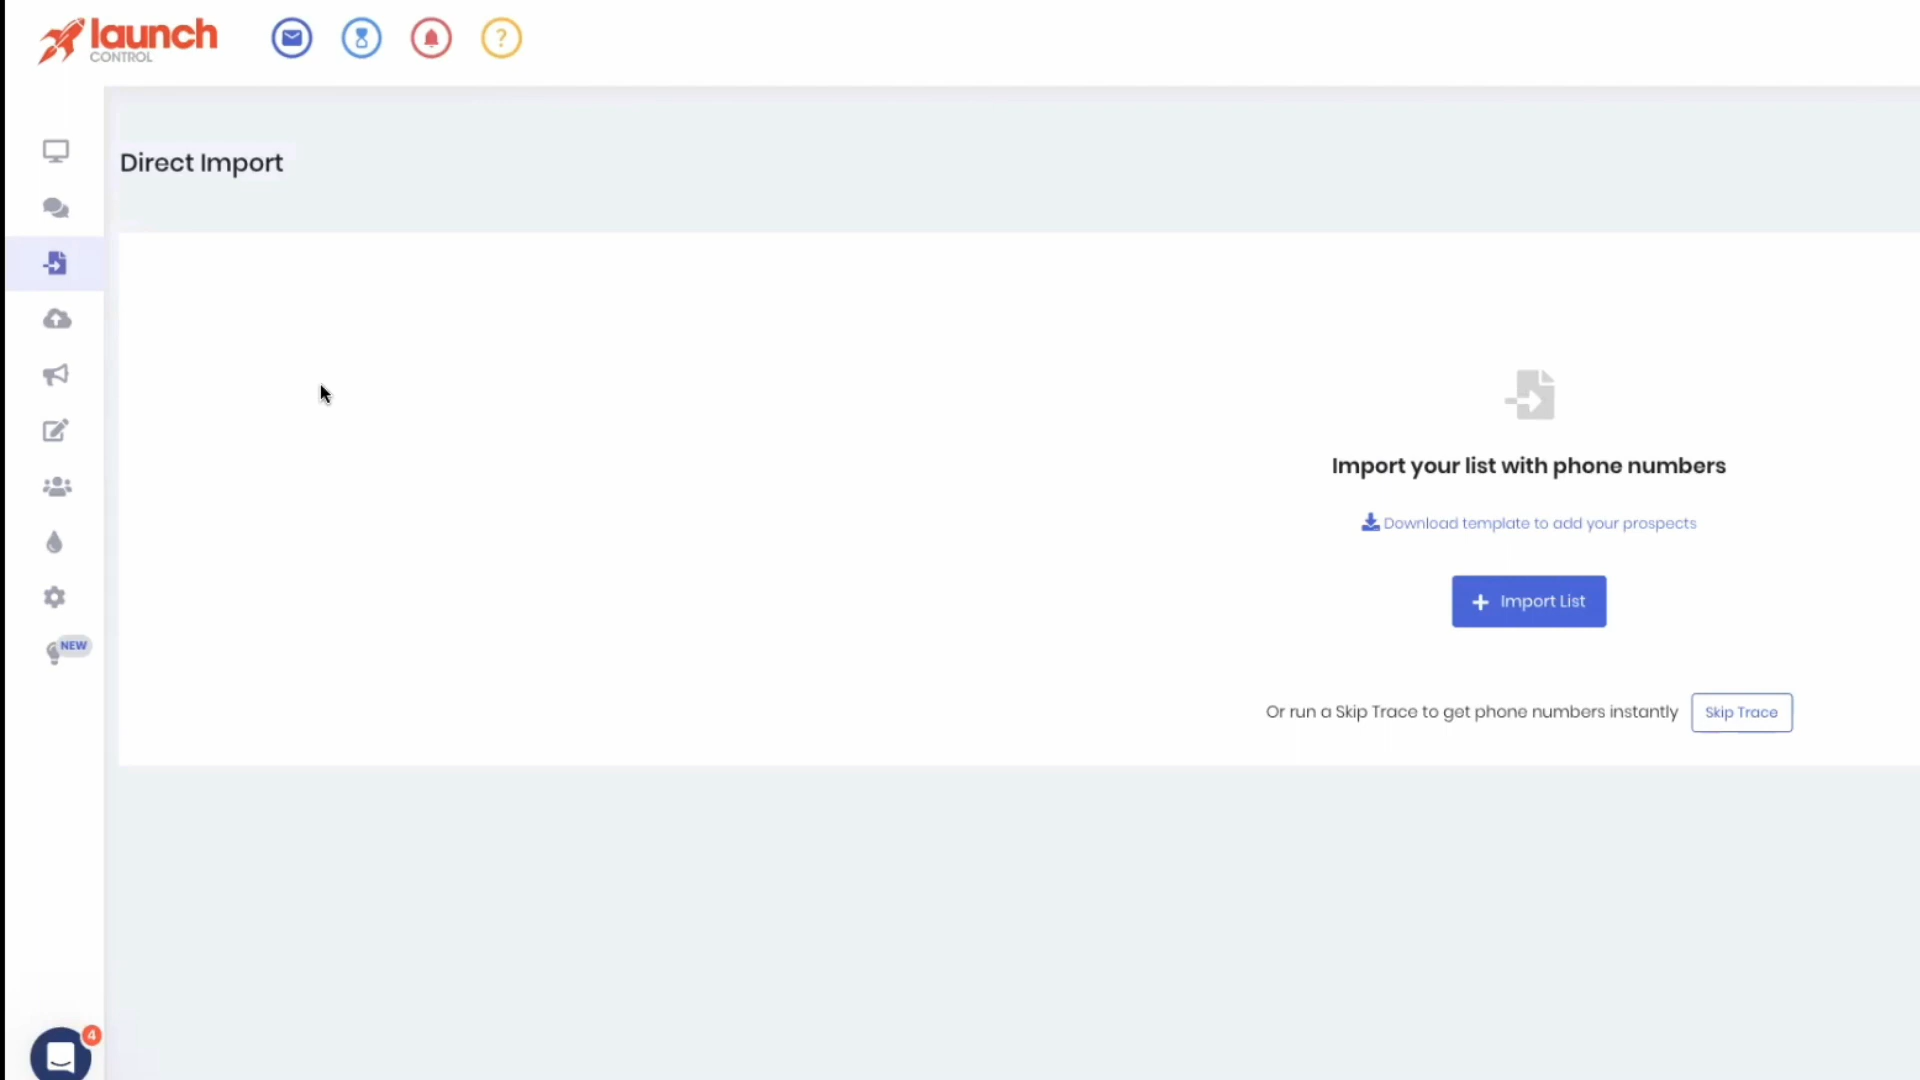 launch
CONTROL
?
Direct Import
Import your list with phone numbers
Download template to add your prospects
+ Import List
NEW
Or run a Skip Trace to get phone numbers instantly Skip Trace
4